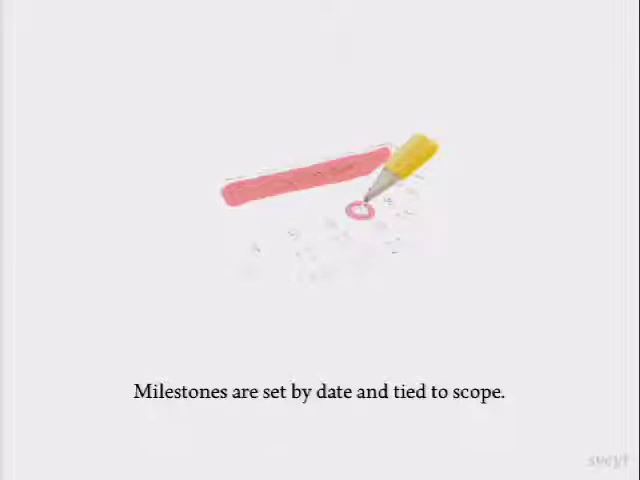 Milestones are set by date and tied to scope.